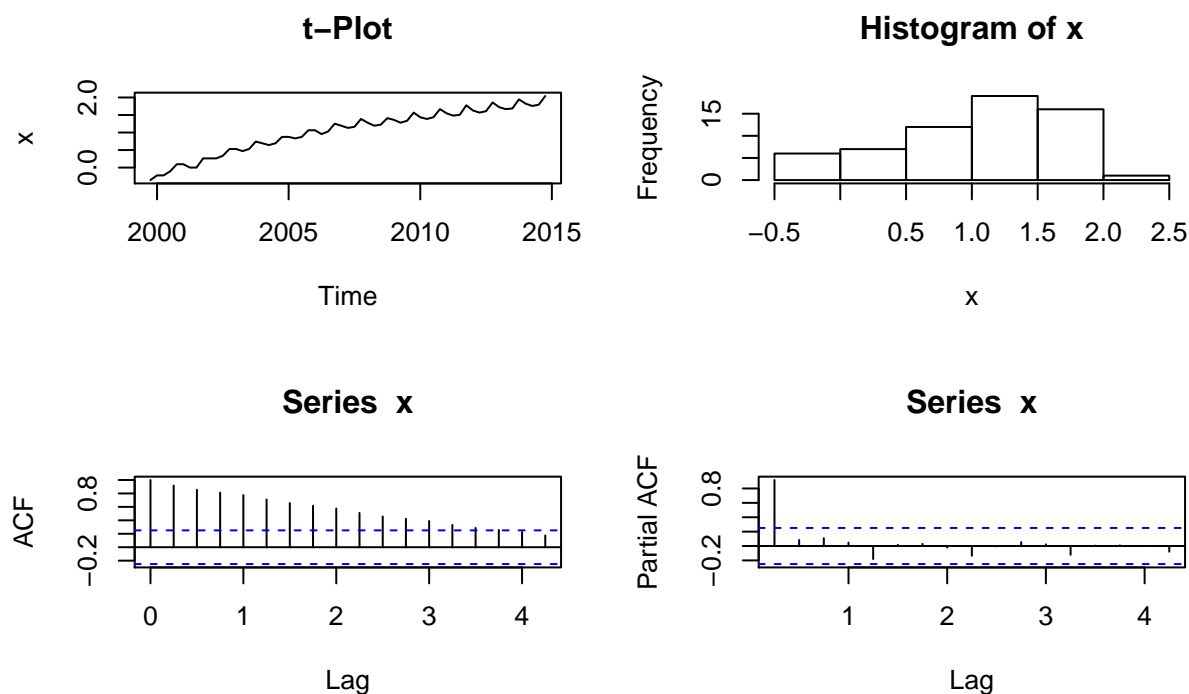 t−Plot
x
0.0
2.0
2000
2005
2010
2015
Time
Histogram of x
Frequency
0
15
−0.5
0.5
1.0
1.5
2.0
2.5
x
Series x
ACF
−0.2
0.8
0
1
2
3
4
Lag
Series x
Partial ACF
−0.2
0.8
1
2
3
4
Lag